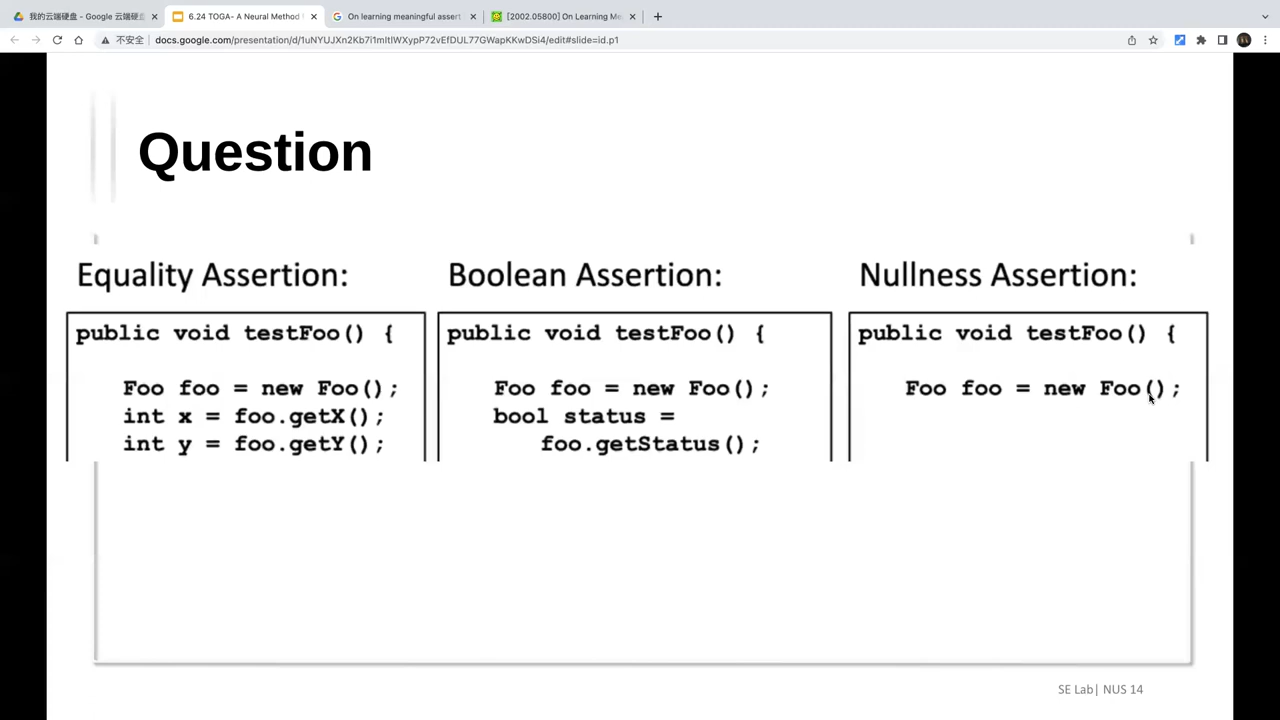 我的云端硬盘 - Google 云端硬盘
6.24 TOGA- A Neural Method
On learning meaningful assert
[2002.05800] On Learning Me
不安全
docs.google.com/presentation/d/1uNYUJXn2Kb7i1mltlWXypP72vEfDUL77GWapKKwDSi4/edit#slide=id.p1
Question
Equality Assertion:
public void testFoo() {
Foo foo = new Foo();
int x = foo.getX();
int y = foo.getY();
Boolean Assertion:
public void testFoo() {
Foo foo = new Foo();
bool status =
foo.getStatus();
Nullness Assertion:
public void testFoo() {
Foo foo = new Foo();
SE Lab| NUS 14